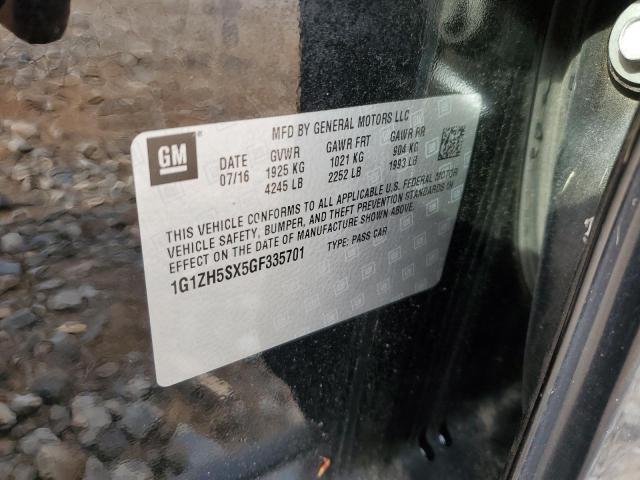 GM
MFD BY GENERAL MOTORS LLC
DATE GVWR GAWR FRT GAWR RR
07/16 1925 KG 1021 KG 904 KG
4245 LB 2252 LB 1993 LB
THIS VEHICLE CONFORMS TO ALL APPLICABLE U.S. FEDERAL MOTOR
VEHICLE SAFETY, BUMPER, AND THEFT PREVENTION STANDARDS IN
EFFECT ON THE DATE OF MANUFACTURE SHOWN ABOVE.
1G1ZH5SX5GF335701 TYPE: PASS CAR